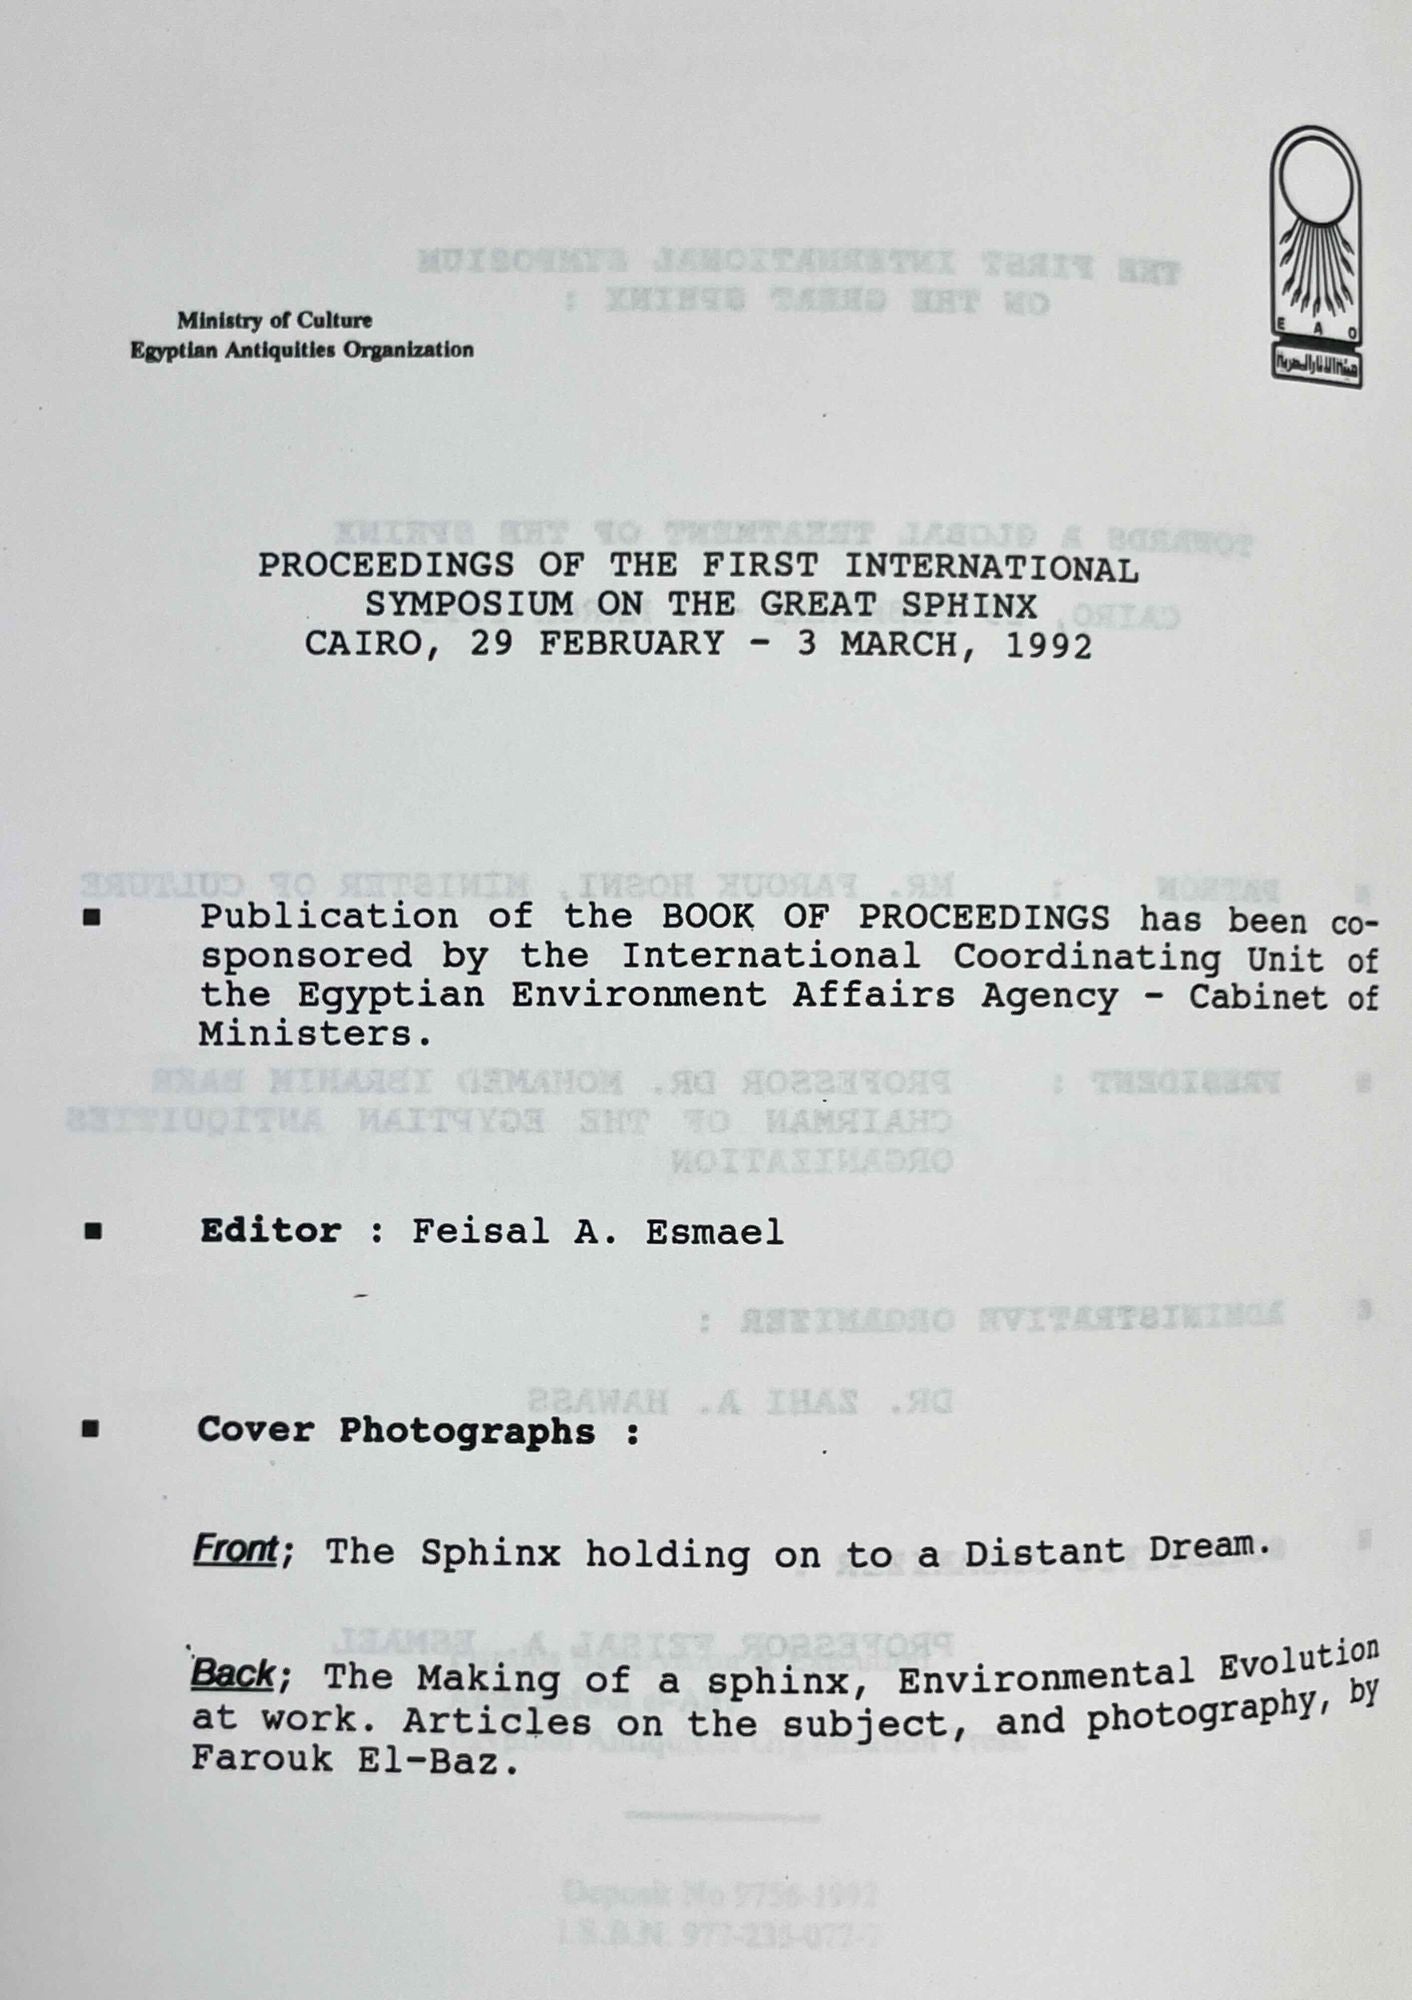 E A O
هيئة الآثار المصرية
Ministry of Culture
Egyptian Antiquities Organization
PROCEEDINGS OF THE FIRST INTERNATIONAL
SYMPOSIUM ON THE GREAT SPHINX
CAIRO, 29 FEBRUARY - 3 MARCH, 1992
■ Publication of the BOOK OF PROCEEDINGS has been co-
sponsored by the International Coordinating Unit of
the Egyptian Environment Affairs Agency - Cabinet of
Ministers.
■ Editor : Feisal A. Esmael
■ Cover Photographs :
Front; The Sphinx holding on to a Distant Dream.
Back; The Making of a sphinx, Environmental Evolution
at work. Articles on the subject, and photography, by
Farouk El-Baz.